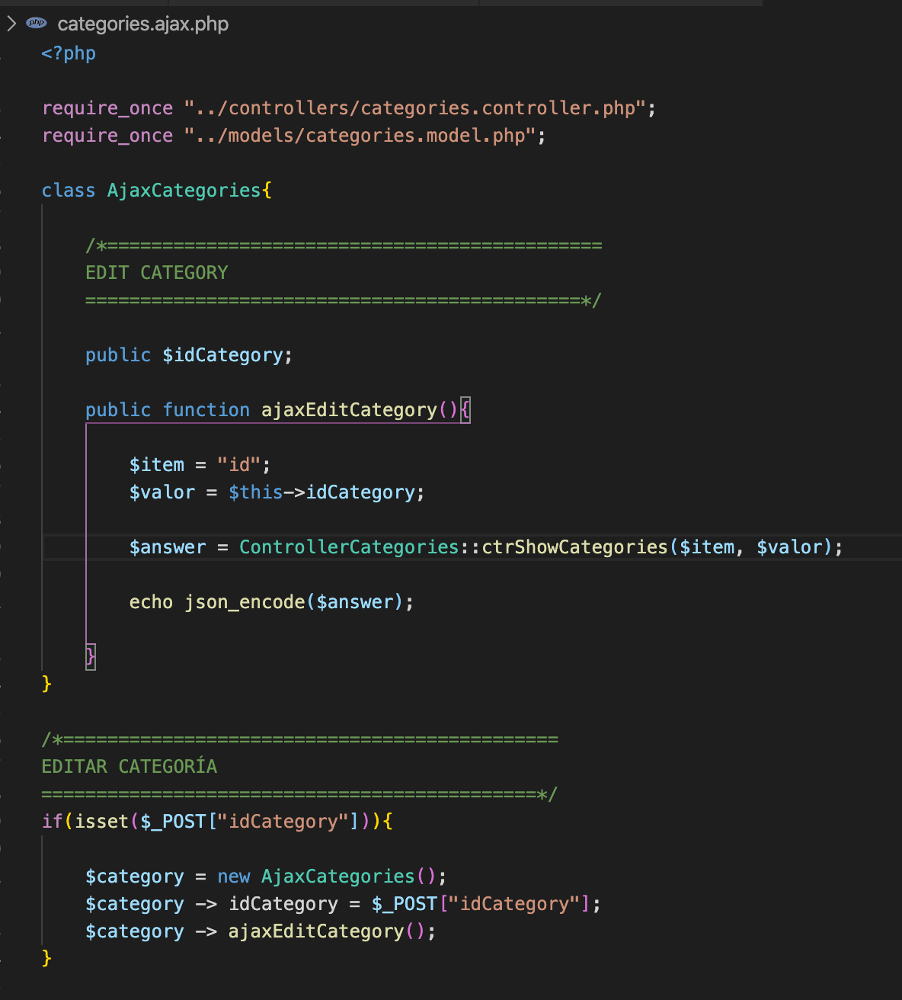 php categories.ajax.php
<?php
require_once "../controllers/categories.controller.php";
require_once "../models/categories.model.php";
class AjaxCategories{
/*=============================================
EDIT CATEGORY
=============================================*/
public $idCategory;
public function ajaxEditCategory(){
$item = "id";
$valor = $this->idCategory;
$answer = ControllerCategories::ctrShowCategories($item, $valor);
echo json_encode($answer);
}
}
/*=============================================
EDITAR CATEGORÍA
=============================================*/
if(isset($_POST["idCategory"])){
$category = new AjaxCategories();
$category -> idCategory = $_POST["idCategory"];
$category -> ajaxEditCategory();
}